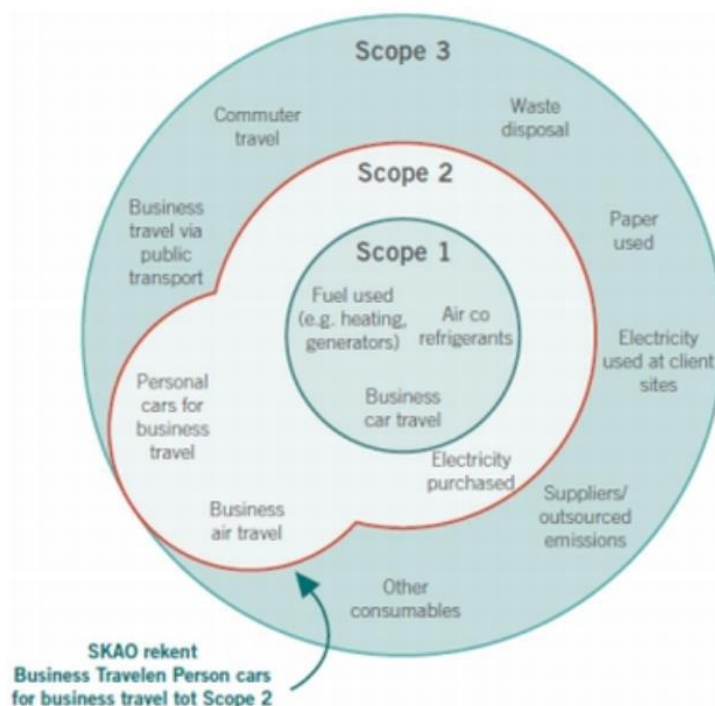 Scope 3
Commuter
travel
Waste
disposal
Scope 2
Business
travel via
public
transport
Paper
used
Scope 1
Fuel used
(e.g. heating,
generators)
Air co
refrigerants
Electricity
used at client
sites
Personal
cars for
business
travel
Business
car travel
Electricity
purchased
Business
air travel
Suppliers/
outsourced
emissions
Other
consumables
SKAO rekent
Business Travelen Person cars
for business travel tot Scope 2